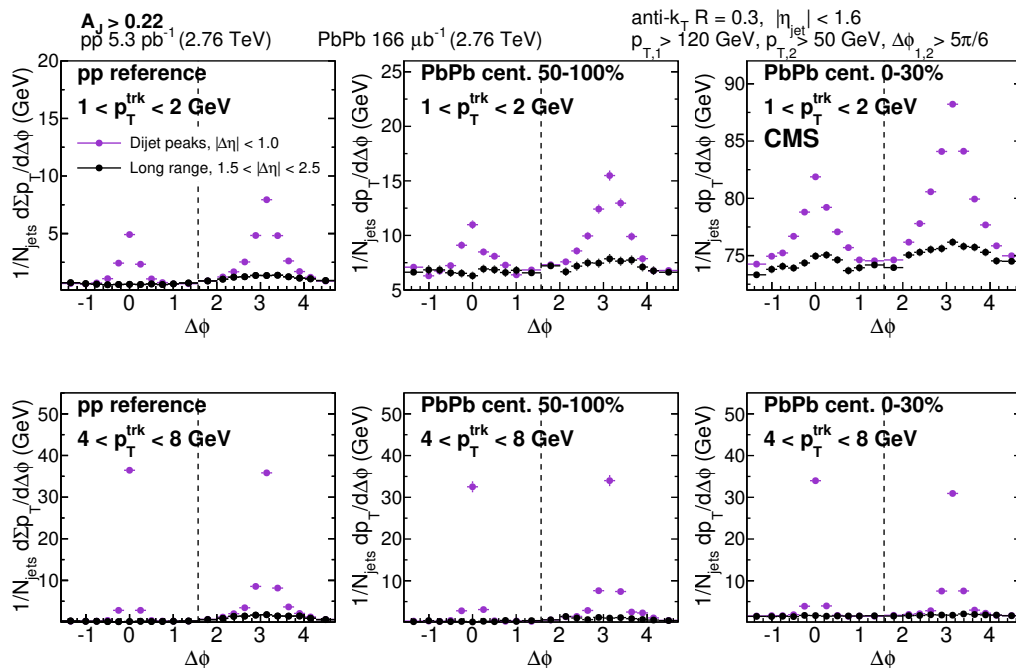 A_J > 0.22
pp 5.3 pb⁻¹ (2.76 TeV) PbPb 166 μb⁻¹ (2.76 TeV)
anti-k_T R = 0.3, |η_jet| < 1.6
p_T,1 > 120 GeV, p_T,2 > 50 GeV, Δϕ_1,2 > 5π/6
1/N_jets dΣp_T/dΔϕ (GeV)
20
15
10
5
pp reference
1 < p_T^trk < 2 GeV
Dijet peaks, |Δη| < 1.0
Long range, 1.5 < |Δη| < 2.5
-1 0 1 2 3 4
Δϕ
1/N_jets dp_T/dΔϕ (GeV)
25
20
15
10
5
PbPb cent. 50-100%
1 < p_T^trk < 2 GeV
-1 0 1 2 3 4
Δϕ
1/N_jets dp_T/dΔϕ (GeV)
90
85
80
75
PbPb cent. 0-30%
1 < p_T^trk < 2 GeV
CMS
-1 0 1 2 3 4
Δϕ
1/N_jets dΣp_T/dΔϕ (GeV)
50
40
30
20
10
pp reference
4 < p_T^trk < 8 GeV
-1 0 1 2 3 4
Δϕ
1/N_jets dp_T/dΔϕ (GeV)
50
40
30
20
10
PbPb cent. 50-100%
4 < p_T^trk < 8 GeV
-1 0 1 2 3 4
Δϕ
1/N_jets dp_T/dΔϕ (GeV)
50
40
30
20
10
PbPb cent. 0-30%
4 < p_T^trk < 8 GeV
-1 0 1 2 3 4
Δϕ